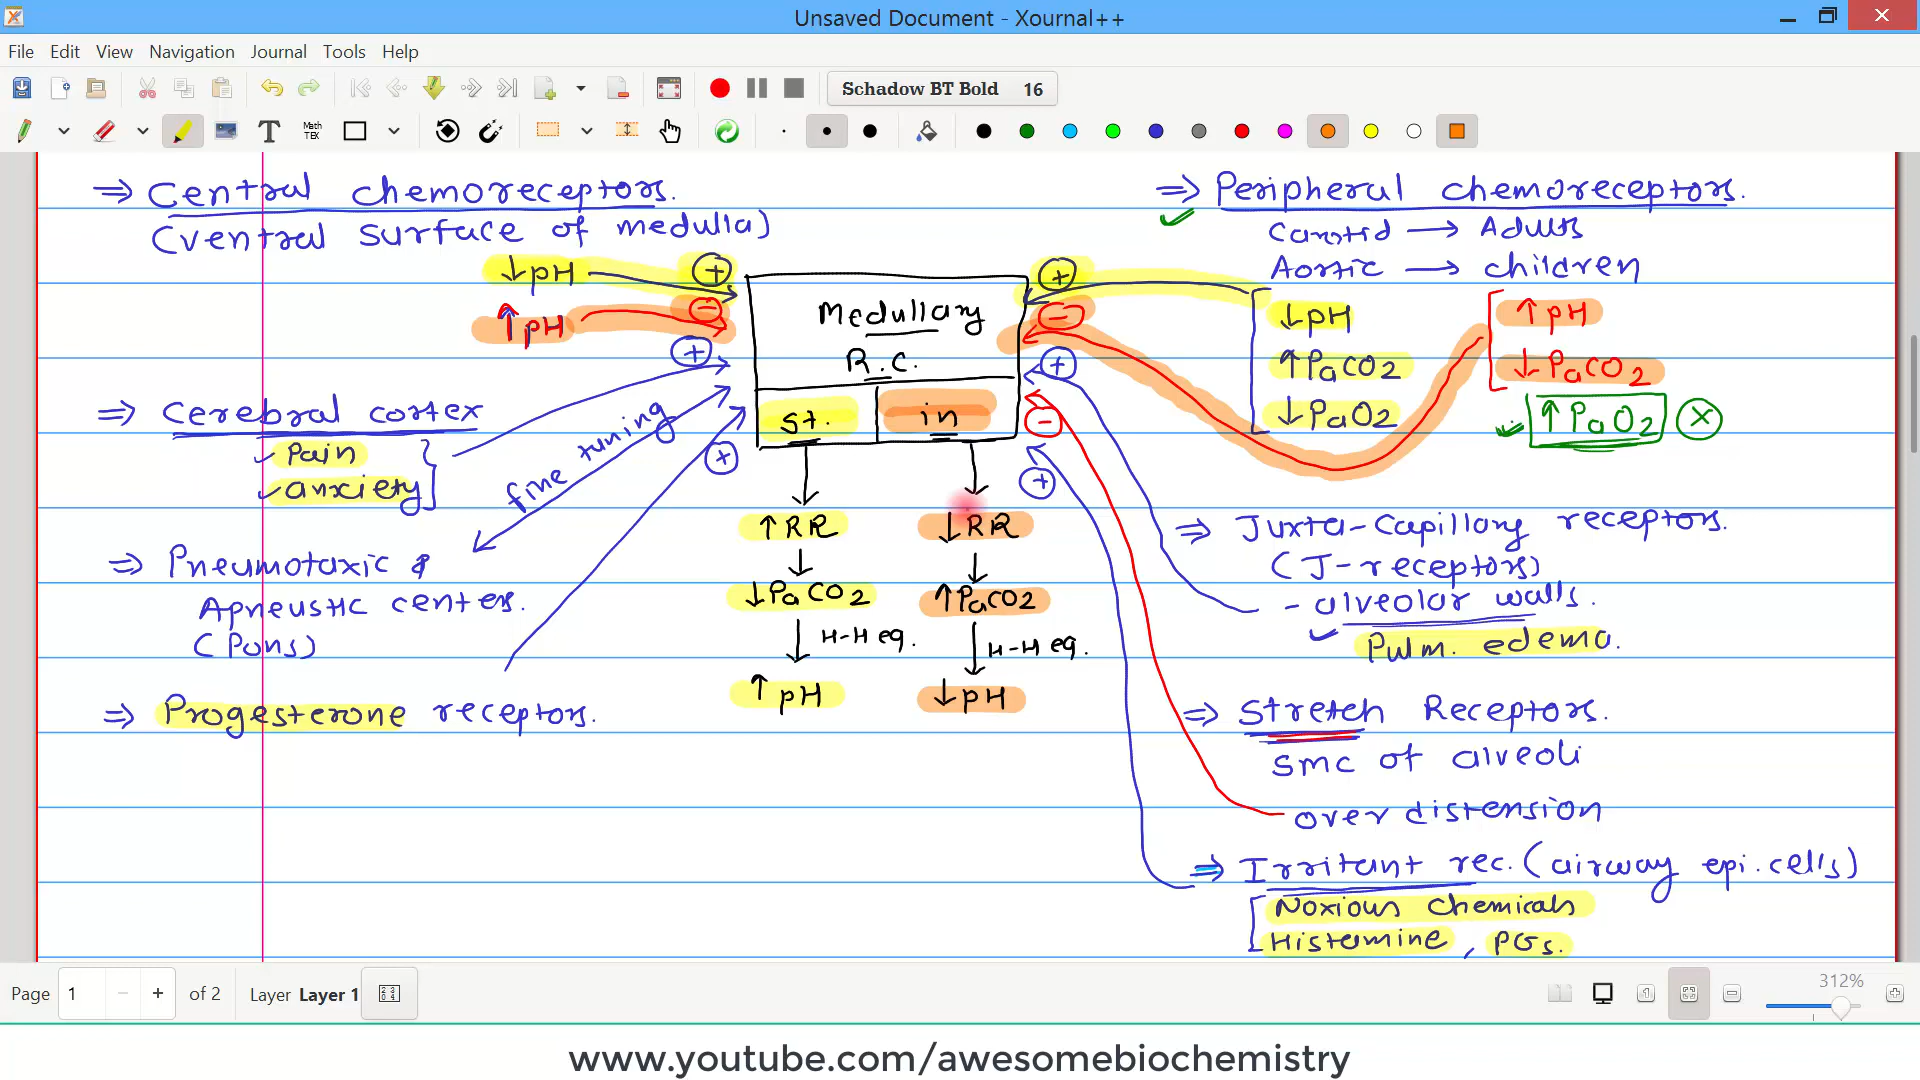 Unsaved Document - Xournal++
File Edit View Navigation Journal Tools Help
Schadow BT Bold 16
Math TEX
⇒ Central chemoreceptors.
(ventral surface of medulla)
↓pH ⊕
↑pH ⊖
⊕
⇒ Cerebral cortex
Pain
anxiety
fine tuning
⊕
⇒ Pneumotaxic &
Apneustic centers.
(Pons)
⇒ Progesterone receptors.
Medullary
R.C.
St. in
↑RR ↓RR
↓PaCO2 ↑PaCO2
H-H eq. H-H eq.
↑pH ↓pH
⇒ Peripheral chemoreceptors.
Carotid → Adults
Aortic → children
⊕
⊖
⊕
⊖
⊕
↓pH ↑pH
↑PaCO2 ↓PaCO2
↓PaO2 ↑PaO2 ⊗
⇒ Juxta-Capillary receptors.
(J-receptors)
- alveolar walls.
Pulm. edema.
⇒ Stretch Receptors.
smc of alveoli
over distension
⇒ Irritant rec. (airway epi. cells)
Noxious chemicals
Histamine, PGs.
Page 1 of 2 Layer Layer 1 312%
www.youtube.com/awesomebiochemistry